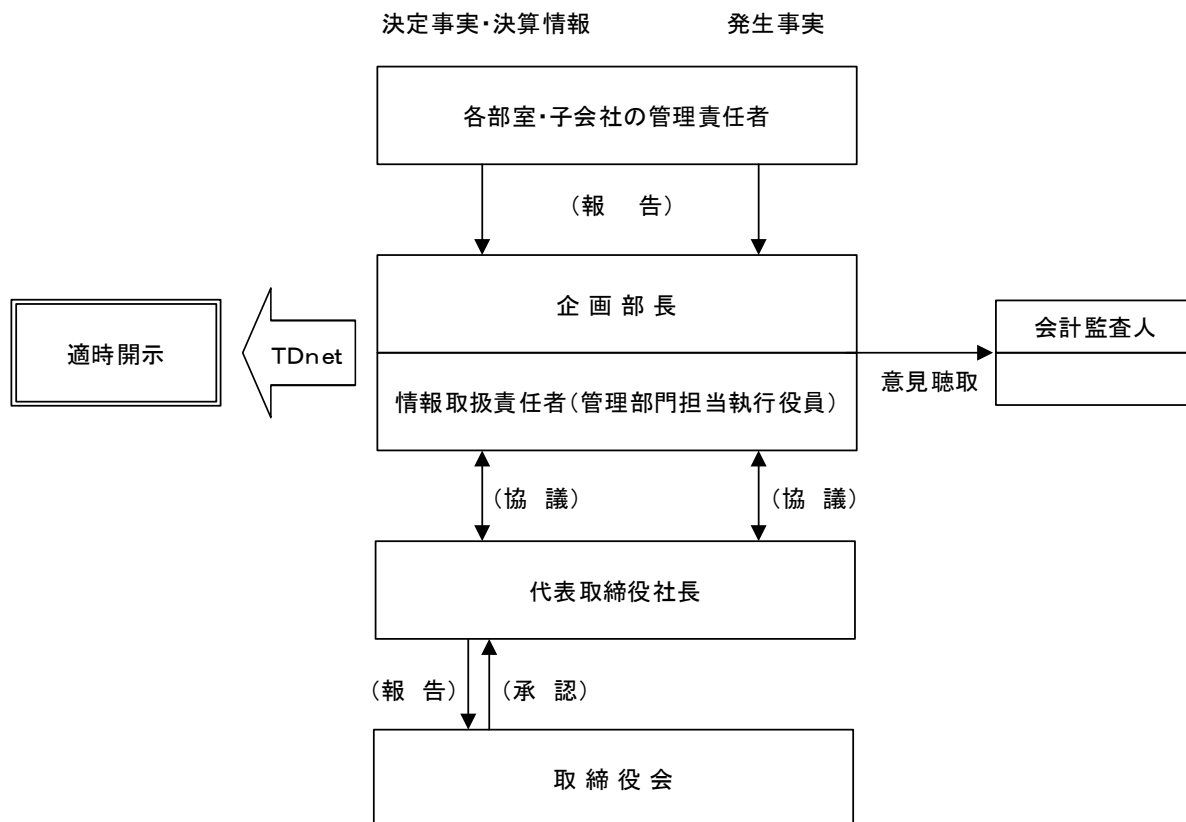 決定事実・決算情報 発生事実
各部室・子会社の管理責任者
（報 告）
企画部長
会計監査人
適時開示
TDnet
意見聴取
情報取扱責任者（管理部門担当執行役員）
（協 議） （協 議）
代表取締役社長
（報 告） （承 認）
取締役会